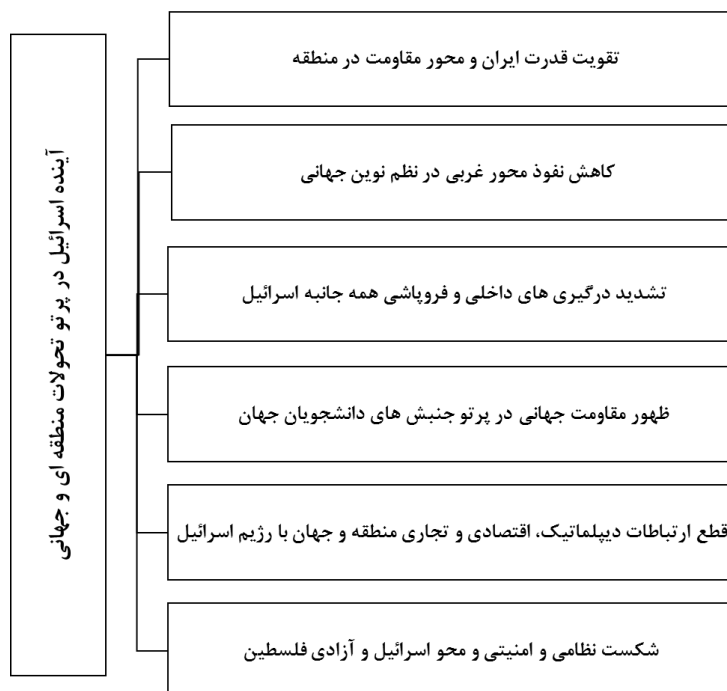 آینده اسرائیل در پرتو تحولات منطقه ای و جهانی
تقویت قدرت ایران و محور مقاومت در منطقه
کاهش نفوذ محور غربی در نظم نوین جهانی
تشدید درگیری های داخلی و فروپاشی همه جانبه اسرائیل
ظهور مقاومت جهانی در پرتو جنبش های دانشجویان جهان
قطع ارتباطات دیپلماتیک، اقتصادی و تجاری منطقه و جهان با رژیم اسرائیل
شکست نظامی و امنیتی و محو اسرائیل و آزادی فلسطین